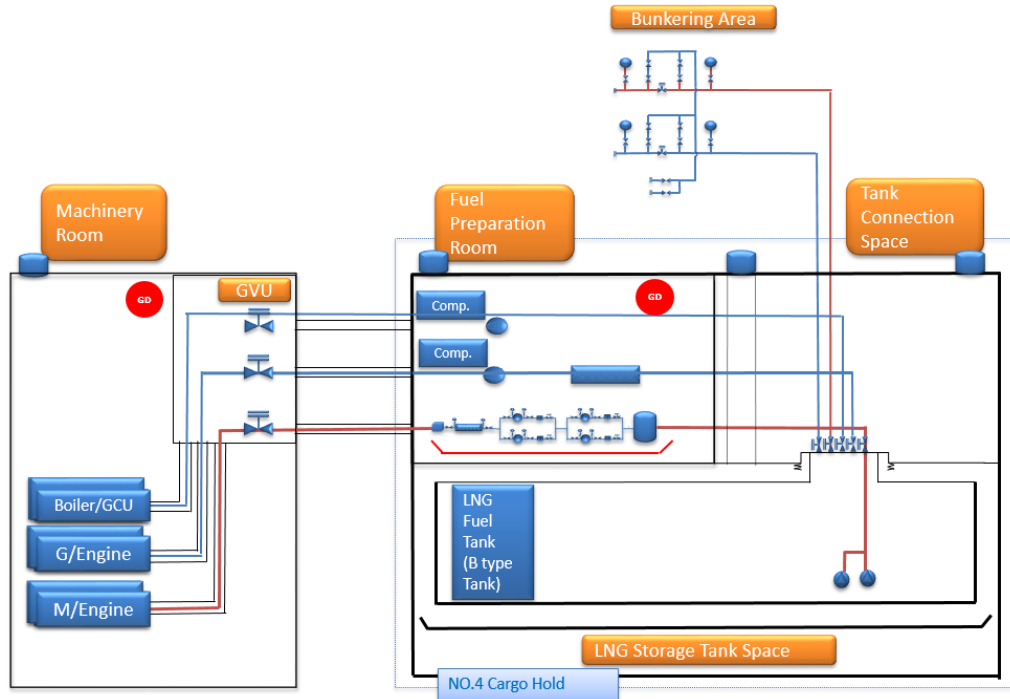 Bunkering Area
Machinery
Room
Fuel
Preparation
Room
Tank
Connection
Space
GD
GVU
GD
Comp.
Comp.
Boiler/GCU
G/Engine
M/Engine
LNG
Fuel
Tank
(B type
Tank)
LNG Storage Tank Space
NO.4 Cargo Hold